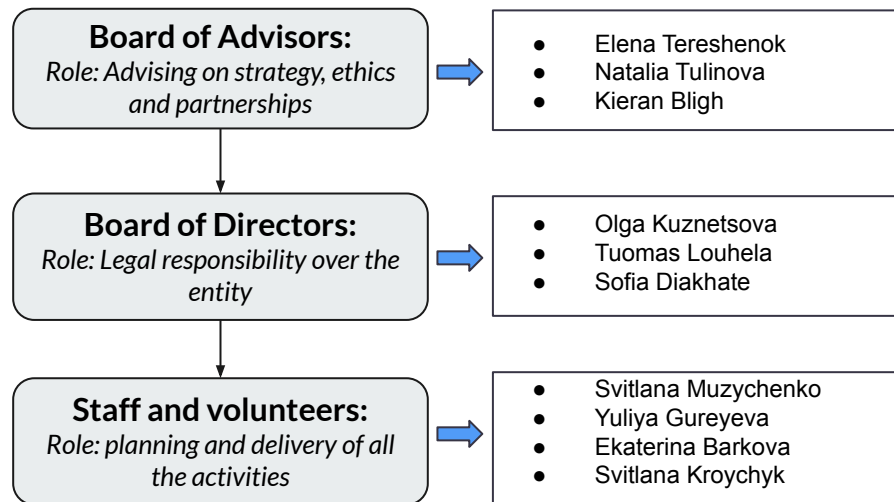 Board of Advisors:
Role: Advising on strategy, ethics
and partnerships
● Elena Tereshenok
● Natalia Tulinova
● Kieran Bligh
Board of Directors:
Role: Legal responsibility over the
entity
● Olga Kuznetsova
● Tuomas Louhela
● Sofia Diakhate
Staff and volunteers:
Role: planning and delivery of all
the activities
● Svitlana Muzychenko
● Yuliya Gureyeva
● Ekaterina Barkova
● Svitlana Kroychyk